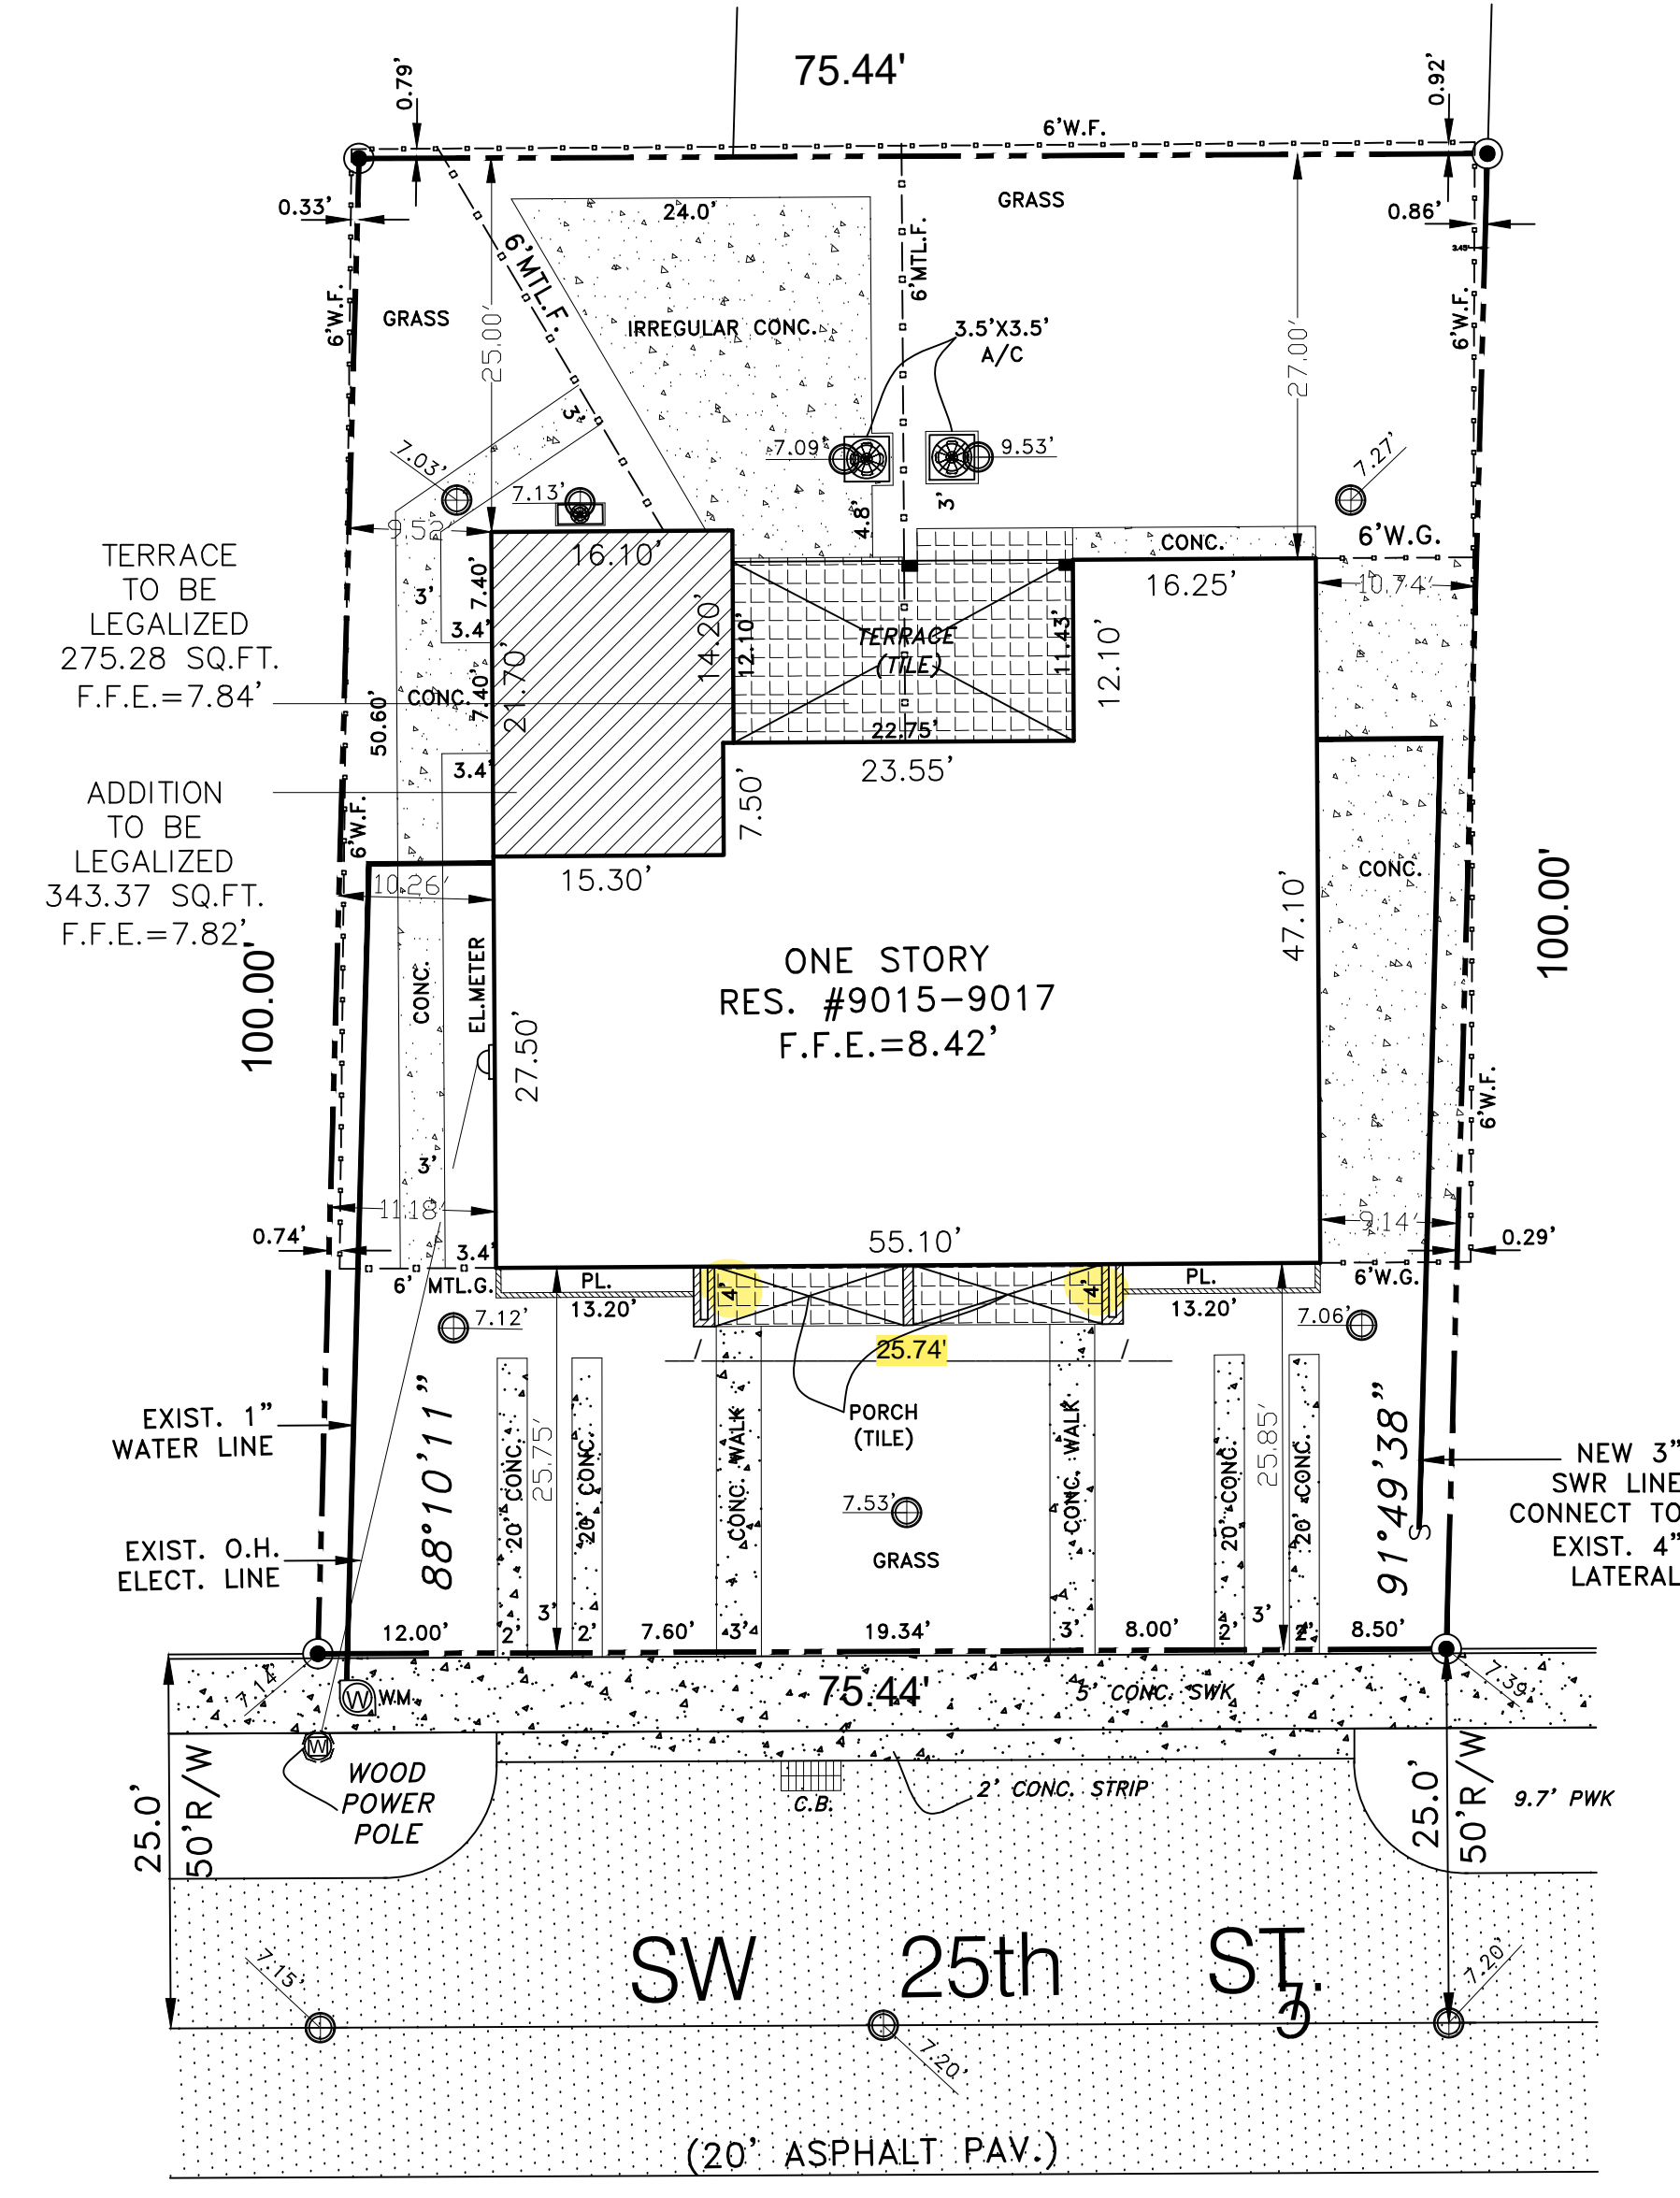 75.44'
0.79'
0.92'
6'W.F.
0.33'
24.0'
GRASS
0.86'
3.45'
6'MTL.F.
6'MTL.F.
6'W.F.
GRASS
25.00'
IRREGULAR CONC.
3.5'X3.5'
A/C
27.00'
6'W.F.
3'
7.03'
7.13'
7.09'
9.53'
7.27'
3'
4.8'
9.52'
16.10'
CONC.
6'W.G.
TERRACE
TO BE
LEGALIZED
275.28 SQ.FT.
F.F.E.=7.84'
3'
7.40'
3.4'
14.20'
12.10'
TERRACE
(TILE)
11.43'
12.10'
16.25'
10.74'
50.60'
CONC.
7.40'
21.70'
22.75'
23.55'
3.4'
7.50'
ADDITION
TO BE
LEGALIZED
343.37 SQ.FT.
F.F.E.=7.82'
6'W.F.
10.26'
15.30'
CONC.
47.10'
100.00'
100.00'
CONC.
EL.METER
ONE STORY
RES. #9015-9017
F.F.E.=8.42'
27.50'
6'W.F.
3'
11.18'
9.14'
0.74'
3.4'
55.10'
0.29'
6' MTL.G.
PL.
4'
4'
PL.
6'W.G.
13.20'
13.20'
7.12'
25.74'
7.06'
PORCH
(TILE)
EXIST. 1"
WATER LINE
88°10'11"
20' CONC.
25.75'
20' CONC.
CONC. WALK
7.53'
GRASS
CONC. WALK
20' CONC.
25.85'
20' CONC.
91°49'38"
S
NEW 3"
SWR LINE
CONNECT TO
EXIST. 4"
LATERAL
EXIST. O.H.
ELECT. LINE
12.00'
2'
3'
2'
7.60'
3'
19.34'
3'
8.00'
2'
3'
2'
8.50'
7.14'
W
W.M.
75.44'
5' CONC. SWK
7.39'
W
WOOD
POWER
POLE
C.B.
2' CONC. STRIP
25.0'
50'R/W
25.0'
50'R/W
9.7' PWK
SW 25th ST.
7.15'
7.20'
7.20'
(20' ASPHALT PAV.)